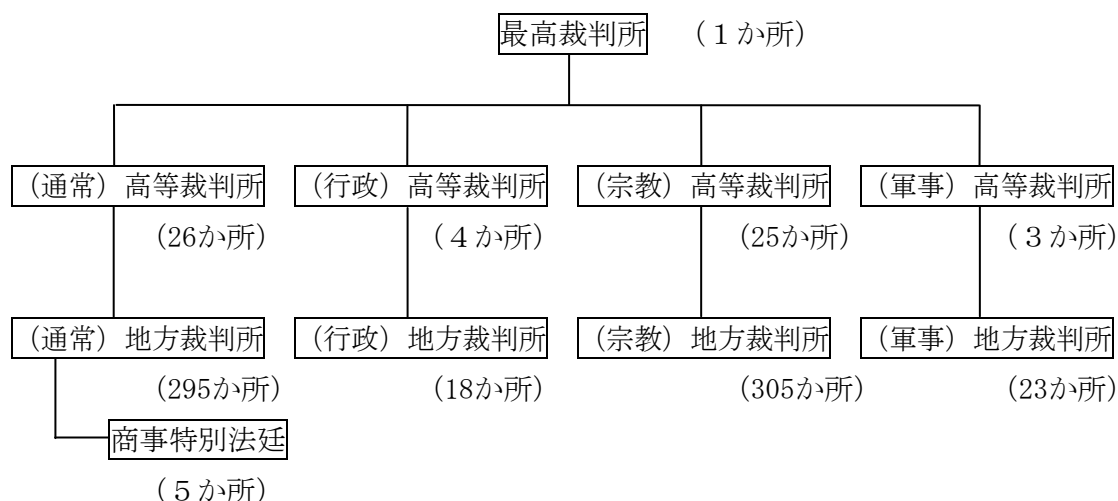 最高裁判所 (1か所)
(通常) 高等裁判所 (行政) 高等裁判所 (宗教) 高等裁判所 (軍事) 高等裁判所
(26か所) (4か所) (25か所) (3か所)
(通常) 地方裁判所 (行政) 地方裁判所 (宗教) 地方裁判所 (軍事) 地方裁判所
(295か所) (18か所) (305か所) (23か所)
商事特別法廷
(5か所)